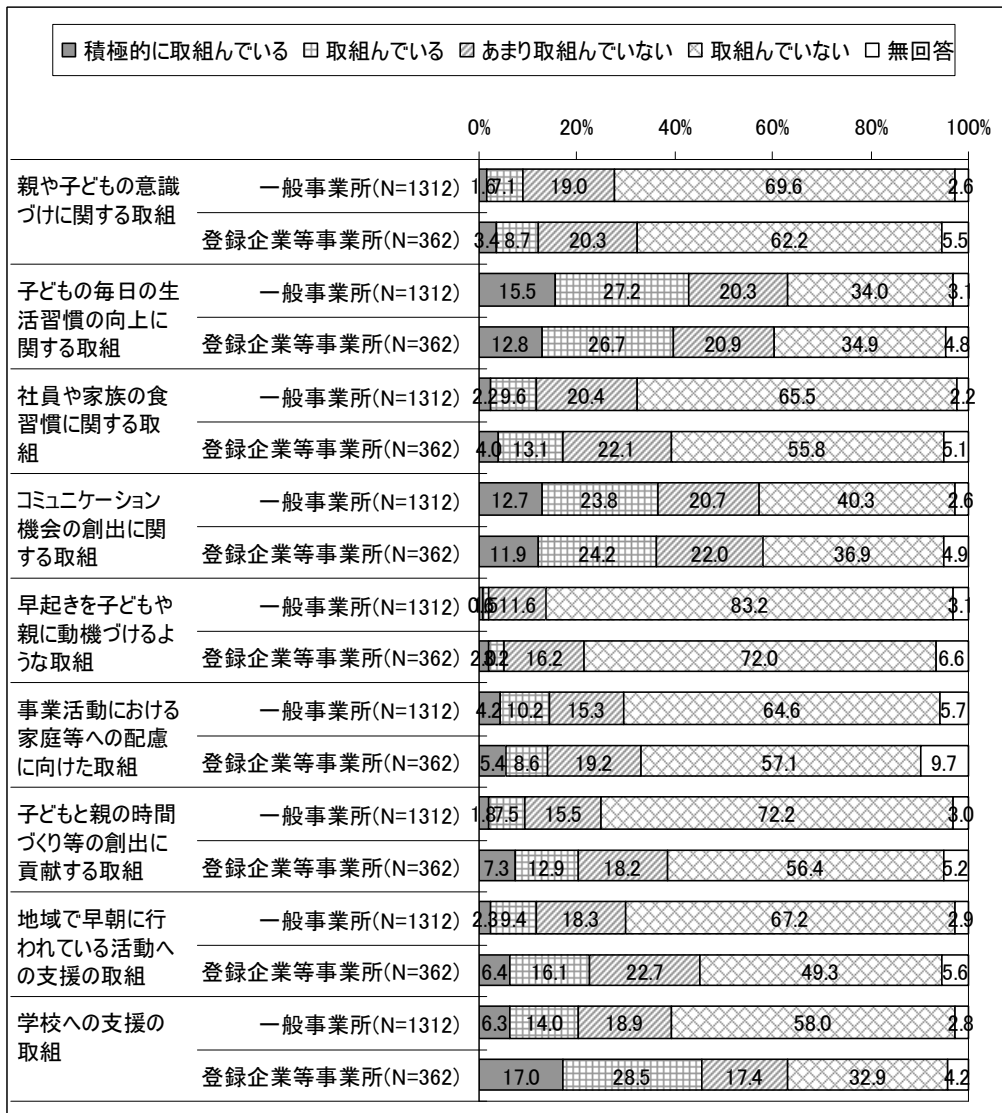 積極的に取組んでいる 取組んでいる あまり取組んでいない 取組んでいない 無回答
0% 20% 40% 60% 80% 100%
親や子どもの意識
づけに関する取組
一般事業所(N=1312) 1.6 7.1 19.0 69.6 2.6
登録企業等事業所(N=362) 3.4 8.7 20.3 62.2 5.5
子どもの毎日の生
活習慣の向上に
関する取組
一般事業所(N=1312) 15.5 27.2 20.3 34.0 3.1
登録企業等事業所(N=362) 12.8 26.7 20.9 34.9 4.8
社員や家族の食
習慣に関する取
組
一般事業所(N=1312) 2.2 9.6 20.4 65.5 2.2
登録企業等事業所(N=362) 4.0 13.1 22.1 55.8 5.1
コミュニケーション
機会の創出に関
する取組
一般事業所(N=1312) 12.7 23.8 20.7 40.3 2.6
登録企業等事業所(N=362) 11.9 24.2 22.0 36.9 4.9
早起きを子どもや
親に動機づけるよ
うな取組
一般事業所(N=1312) 11.6 83.2 3.1
登録企業等事業所(N=362) 16.2 72.0 6.6
事業活動における
家庭等への配慮
に向けた取組
一般事業所(N=1312) 4.2 10.2 15.3 64.6 5.7
登録企業等事業所(N=362) 5.4 8.6 19.2 57.1 9.7
子どもと親の時間
づくり等の創出に
貢献する取組
一般事業所(N=1312) 1.8 7.5 15.5 72.2 3.0
登録企業等事業所(N=362) 7.3 12.9 18.2 56.4 5.2
地域で早朝に行
われている活動へ
の支援の取組
一般事業所(N=1312) 2.3 9.4 18.3 67.2 2.9
登録企業等事業所(N=362) 6.4 16.1 22.7 49.3 5.6
学校への支援の
取組
一般事業所(N=1312) 6.3 14.0 18.9 58.0 2.8
登録企業等事業所(N=362) 17.0 28.5 17.4 32.9 4.2